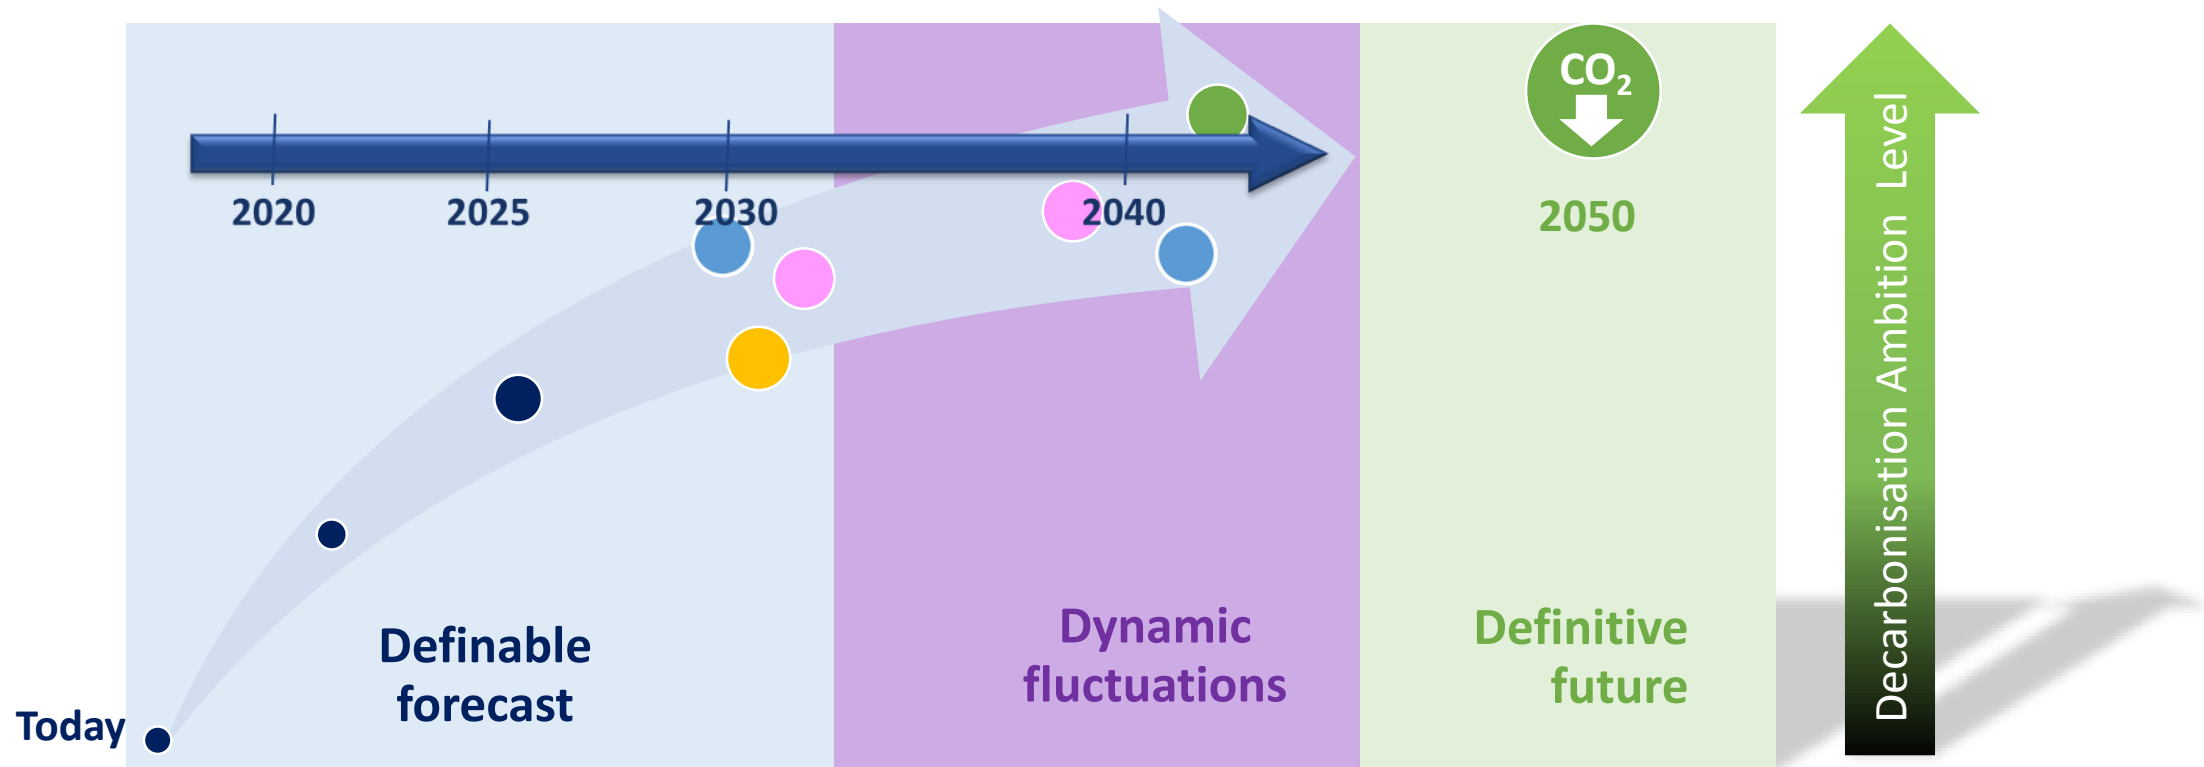 CO₂
2020 2025 2030 2040
2050
Definable
forecast
Dynamic
fluctuations
Definitive
future
Today
Decarbonisation Ambition Level